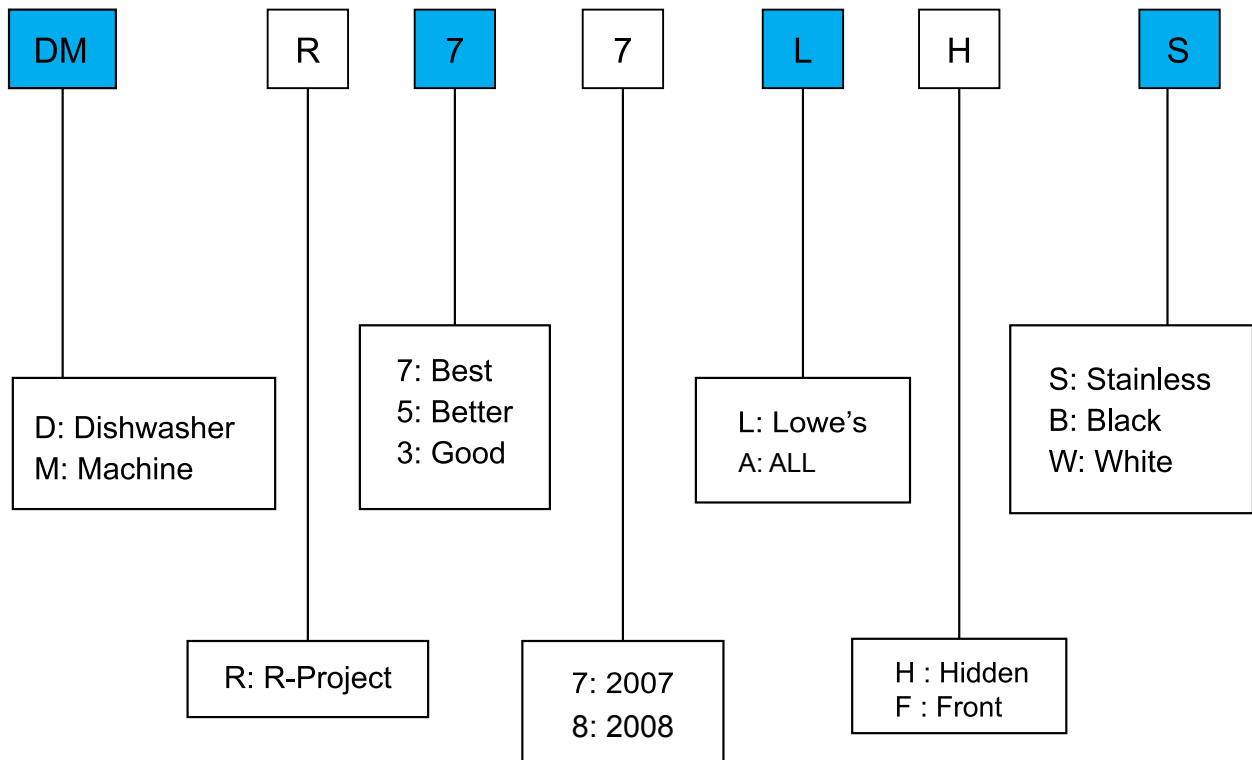 DM
R
7
7
L
H
S
D: Dishwasher
M: Machine
R: R-Project
7: Best
5: Better
3: Good
7: 2007
8: 2008
L: Lowe’s
A: ALL
H : Hidden
F : Front
S: Stainless
B: Black
W: White